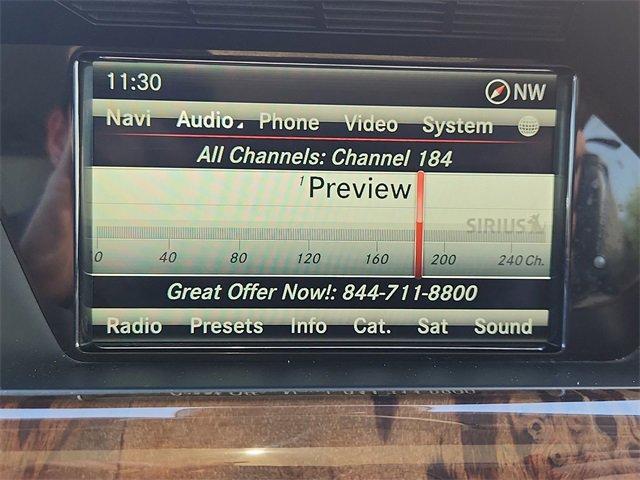 11:30 NW
Navi Audio Phone Video System
All Channels: Channel 184
1 Preview
SIRIUS
0 40 80 120 160 200 240 Ch.
Great Offer Now!: 844-711-8800
Radio Presets Info Cat. Sat Sound